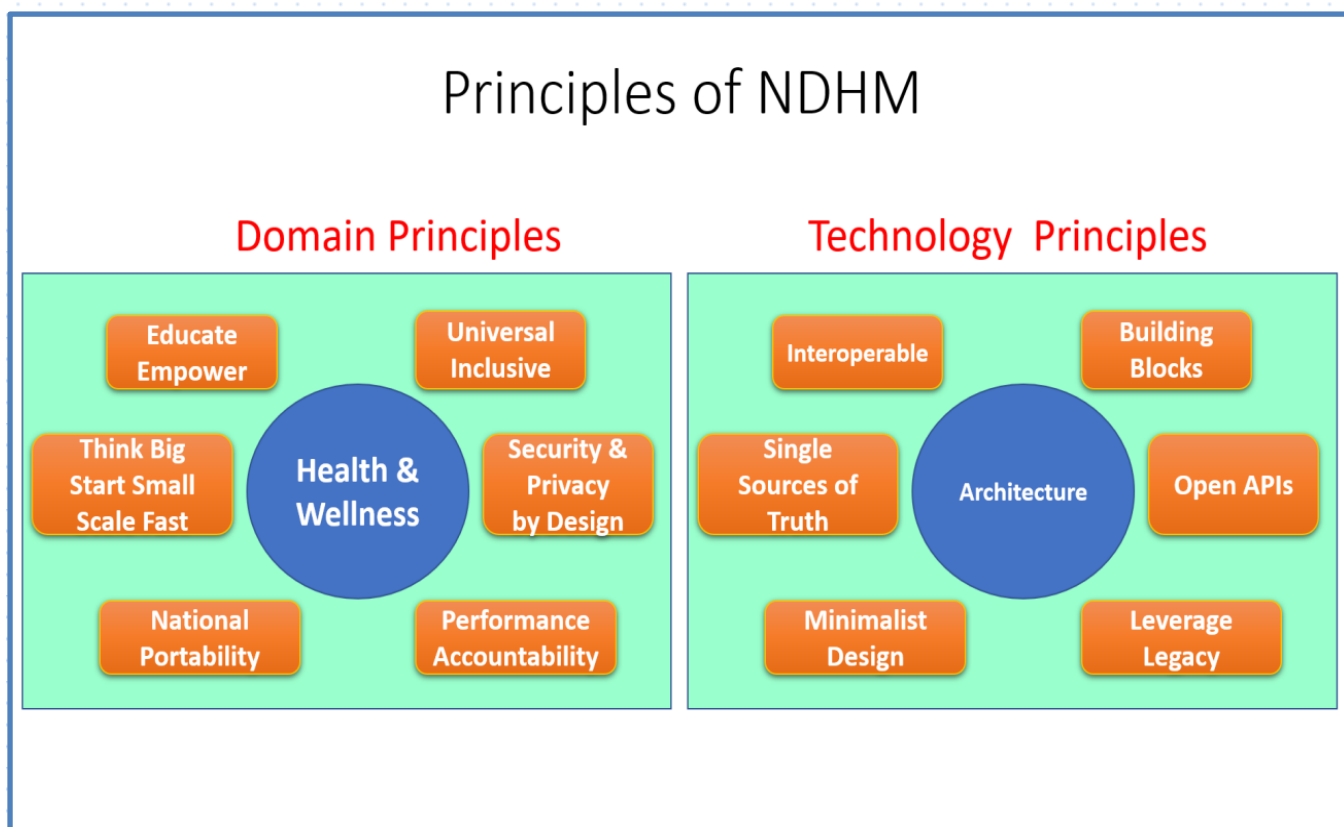 Principles of NDHM
Domain Principles
Educate
Empower
Universal
Inclusive
Think Big
Start Small
Scale Fast
Health &
Wellness
Security &
Privacy
by Design
National
Portability
Performance
Accountability
Technology Principles
Interoperable
Building
Blocks
Single
Sources of
Truth
Architecture
Open APIs
Minimalist
Design
Leverage
Legacy